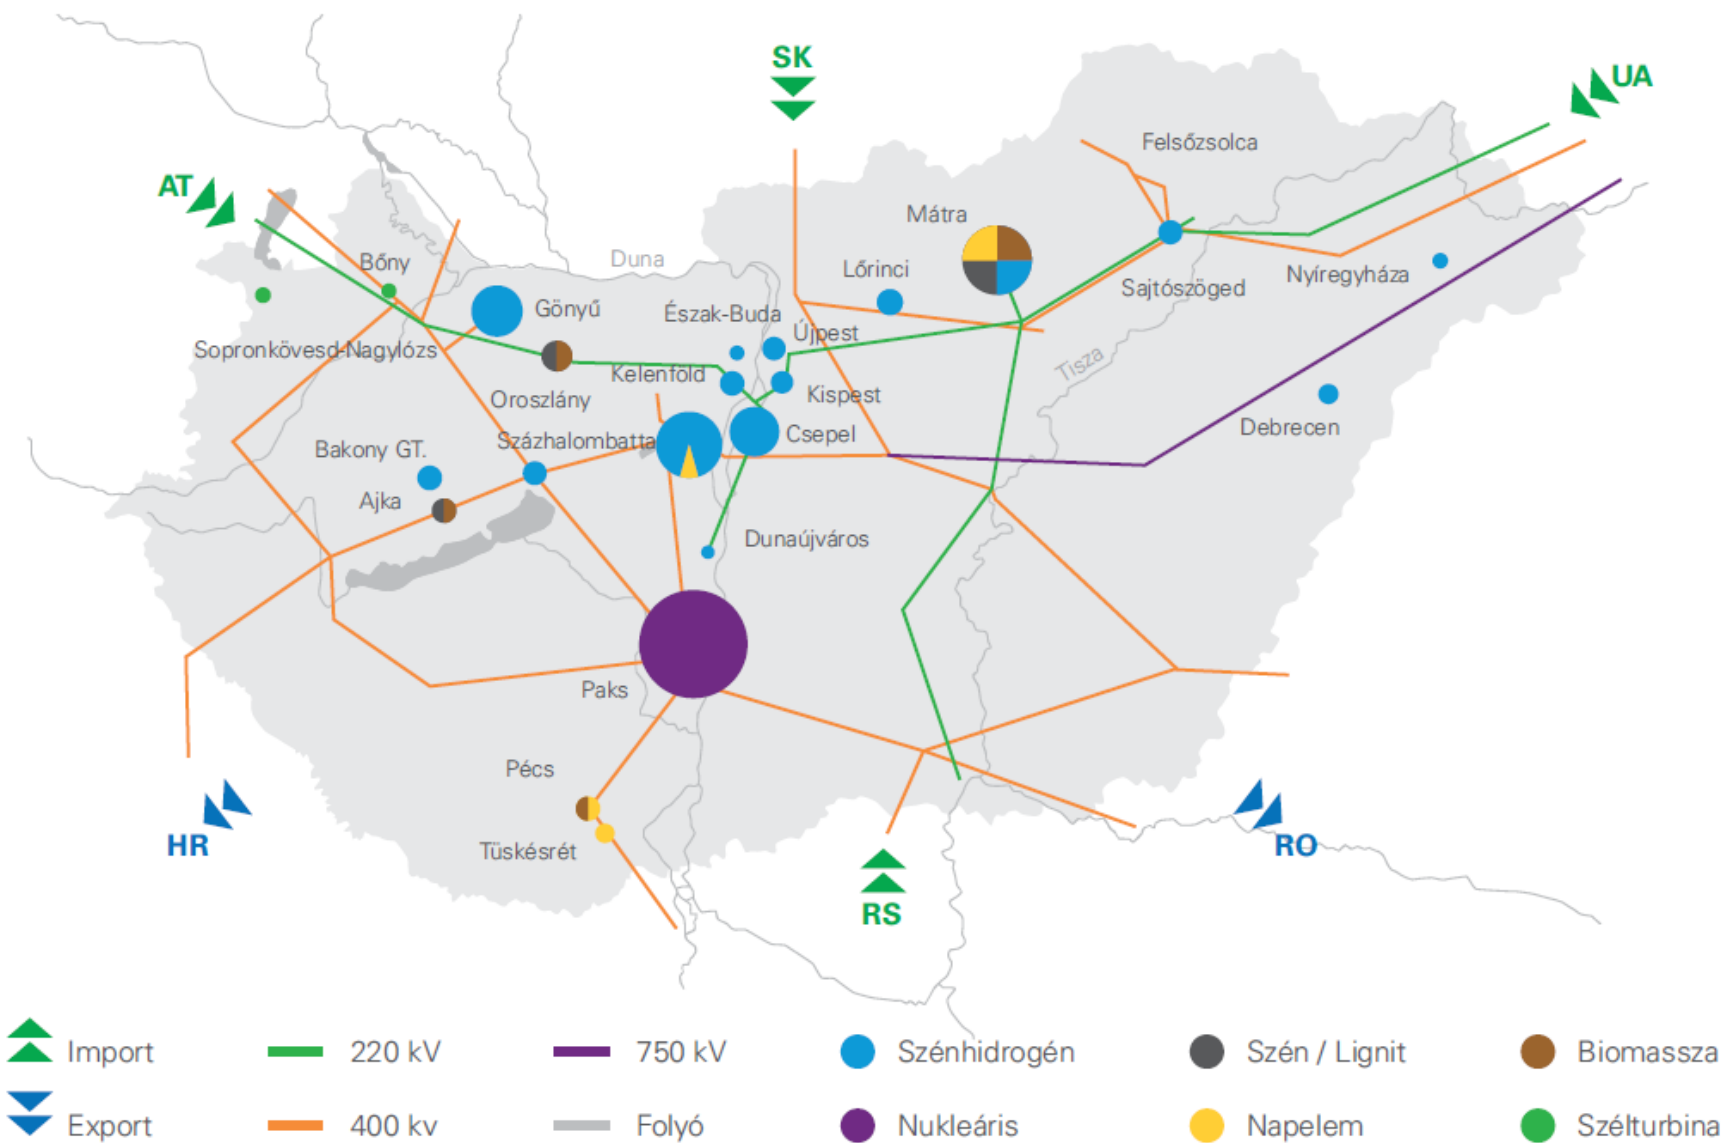 SK
UA
Felsőzsolca
AT
Mátra
Duna
Bőny
Lőrinci
Nyíregyháza
Sajtószöged
Gönyű
Észak-Buda
Újpest
Sopronkövesd-Nagylózs
Tisza
Kelenföld
Kispest
Oroszlány
Debrecen
Százhalombatta
Csepel
Bakony GT.
Ajka
Dunaújváros
Paks
Pécs
HR
Tüskésrét
RO
RS
Import
220 kV
750 kV
Szénhidrogén
Szén / Lignit
Biomassza
Export
400 kv
Folyó
Nukleáris
Napelem
Szélturbina